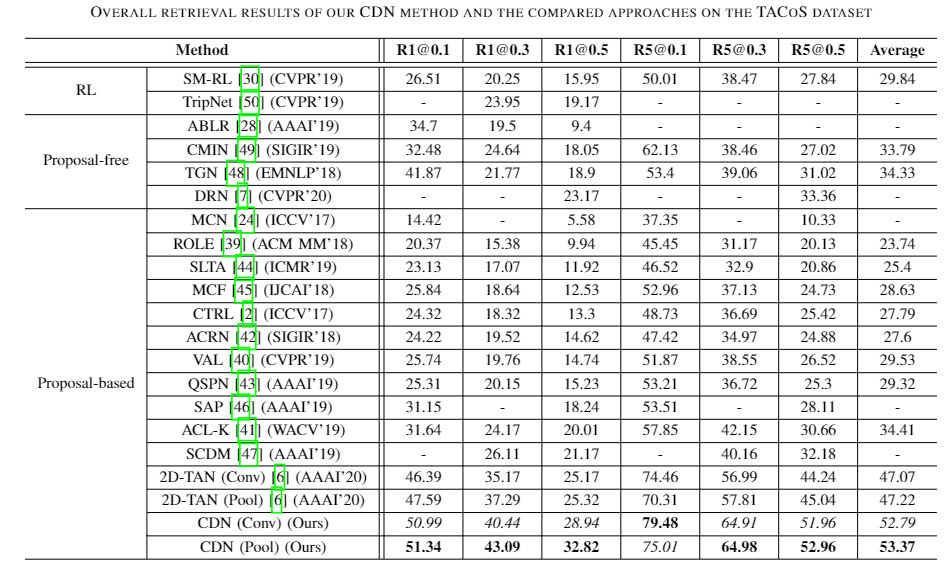 OVERALL RETRIEVAL RESULTS OF OUR CDN METHOD AND THE COMPARED APPROACHES ON THE TACOS DATASET
Method R1@0.1 R1@0.3 R1@0.5 R5@0.1 R5@0.3 R5@0.5 Average
RL
SM-RL [30] (CVPR'19) 26.51 20.25 15.95 50.01 38.47 27.84 29.84
TripNet [50] (CVPR'19) - 23.95 19.17 - - - -
Proposal-free
ABLR [28] (AAAI'19) 34.7 19.5 9.4 - - - -
CMIN [49] (SIGIR'19) 32.48 24.64 18.05 62.13 38.46 27.02 33.79
TGN [48] (EMNLP'18) 41.87 21.77 18.9 53.4 39.06 31.02 34.33
DRN [7] (CVPR'20) - - 23.17 - - 33.36 -
Proposal-based
MCN [24] (ICCV'17) 14.42 - 5.58 37.35 - 10.33 -
ROLE [39] (ACM MM'18) 20.37 15.38 9.94 45.45 31.17 20.13 23.74
SLTA [44] (ICMR'19) 23.13 17.07 11.92 46.52 32.9 20.86 25.4
MCF [45] (IJCAI'18) 25.84 18.64 12.53 52.96 37.13 24.73 28.63
CTRL [2] (ICCV'17) 24.32 18.32 13.3 48.73 36.69 25.42 27.79
ACRN [42] (SIGIR'18) 24.22 19.52 14.62 47.42 34.97 24.88 27.6
VAL [40] (CVPR'19) 25.74 19.76 14.74 51.87 38.55 26.52 29.53
QSPN [43] (AAAI'19) 25.31 20.15 15.23 53.21 36.72 25.3 29.32
SAP [46] (AAAI'19) 31.15 - 18.24 53.51 - 28.11 -
ACL-K [41] (WACV'19) 31.64 24.17 20.01 57.85 42.15 30.66 34.41
SCDM [47] (AAAI'19) - 26.11 21.17 - 40.16 32.18 -
2D-TAN (Conv) [6] (AAAI'20) 46.39 35.17 25.17 74.46 56.99 44.24 47.07
2D-TAN (Pool) [6] (AAAI'20) 47.59 37.29 25.32 70.31 57.81 45.04 47.22
CDN (Conv) (Ours) 50.99 40.44 28.94 79.48 64.91 51.96 52.79
CDN (Pool) (Ours) 51.34 43.09 32.82 75.01 64.98 52.96 53.37